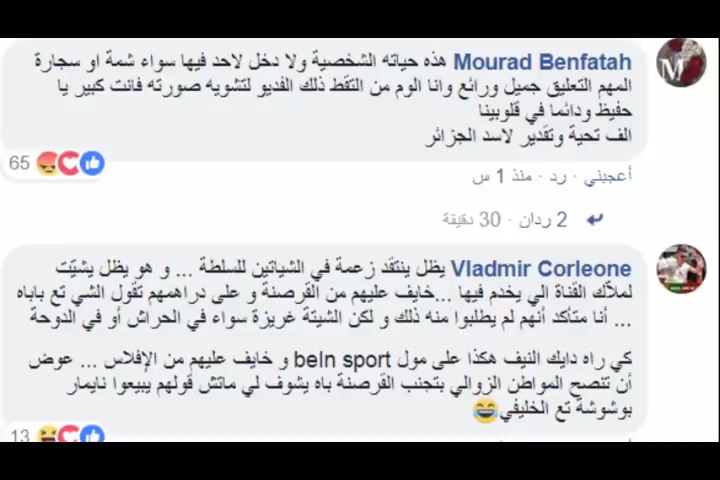 Mourad Benfatah هذه حياته الشخصية ولا دخل لاحد فيها سواء شمة او سجارة
المهم التعليق جميل ورائع وانا الوم من التقط ذلك الفديو لتشويه صورته فانت كبير يا
حفيظ ودائما في قلوبينا
الف تحية وتقدير لاسد الجزائر
65
أعجبني · رد · منذ 1 س
2 ردان · 30 دقيقة
Vladmir Corleone يظل ينتقد زعمة في الشياتين للسلطة ... و هو يظل يشيّت
لملّاك القناة الي يخدم فيها ...خايف عليهم من القرصنة و على دراهمهم تقول الشي تع باباه
... أنا متأكد أنهم لم يطلبوا منه ذلك و لكن الشيتة غريزة سواء في الحراش أو في الدوحة
كي راه دايك النيف هكذا على مول beIn sport و خايف عليهم من الإفلاس ... عوض
أن تنصح المواطن الزوالي بتجنب القرصنة باه يشوف لي ماتش قولهم يبيعوا نايمار
بوشوشة تع الخليفي😂
13